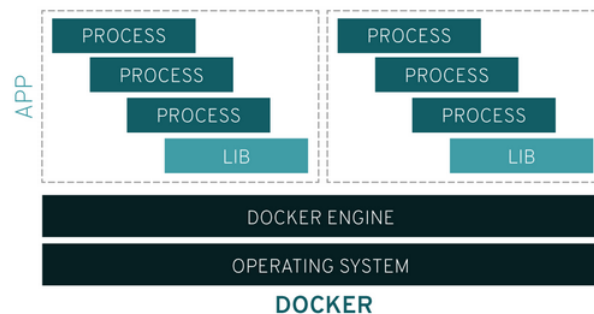 APP
PROCESS
PROCESS
PROCESS
LIB
PROCESS
PROCESS
PROCESS
LIB
DOCKER ENGINE
OPERATING SYSTEM
DOCKER